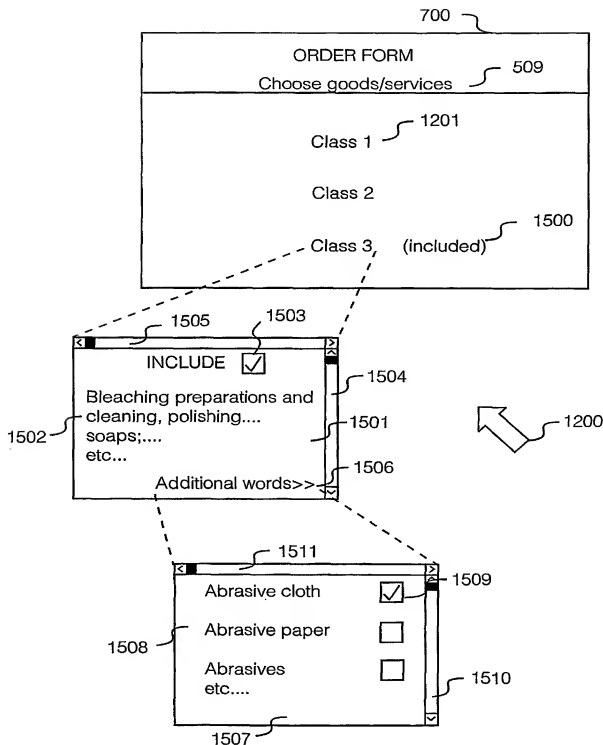 700
ORDER FORM
Choose goods/services
509
Class 1
1201
Class 2
1500
Class 3 (included)
1505
1503
INCLUDE
1504
Bleaching preparations and
cleaning, polishing....
1502
1501
soaps;....
etc...
1200
1506
Additional words>>
1511
1509
Abrasive cloth
Abrasive paper
1508
Abrasives
etc....
1510
1507